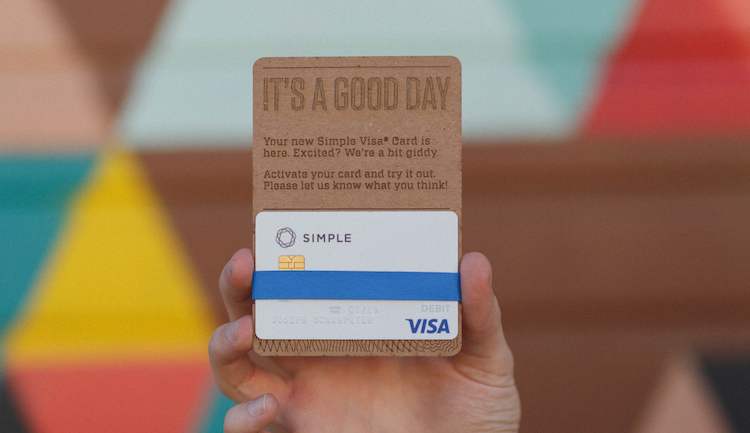 IT'S A GOOD DAY
Your new Simple Visa® Card is
here. Excited? We're a bit giddy.
Activate your card and try it out.
Please let us know what you think!
SIMPLE
DEBIT
VISA